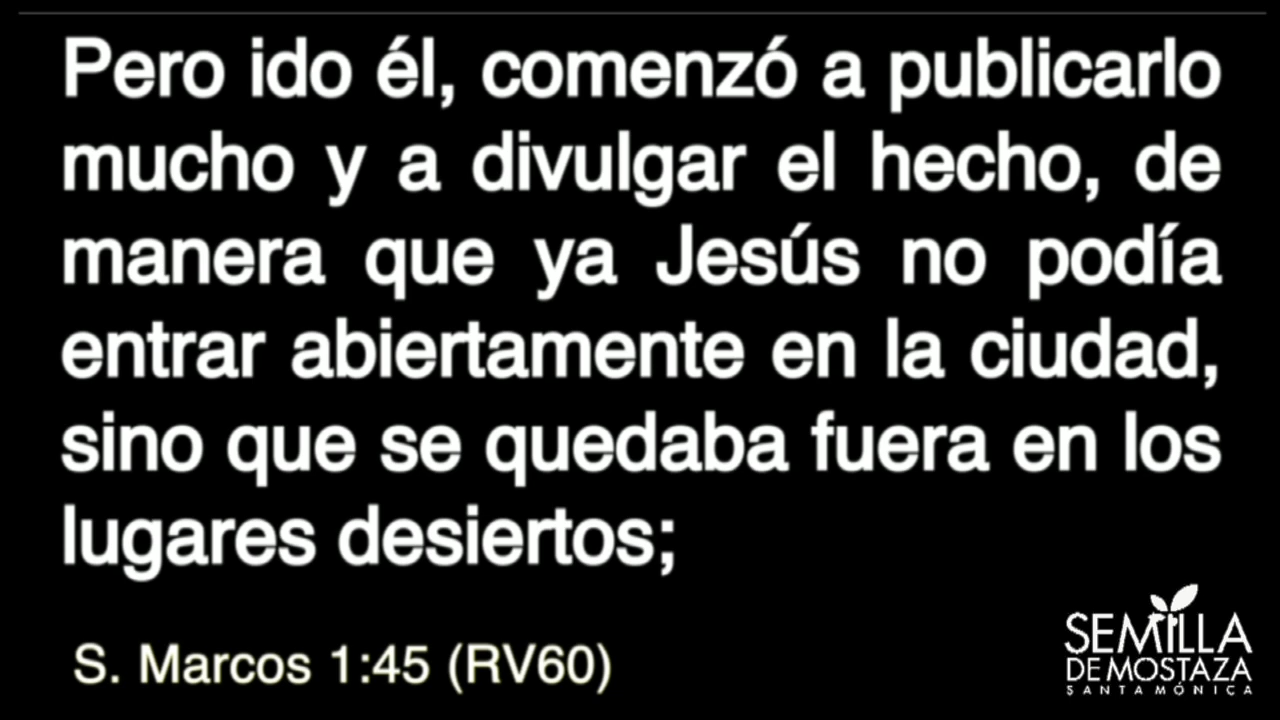 Pero ido él, comenzó a publicarlo
mucho y a divulgar el hecho, de
manera que ya Jesús no podía
entrar abiertamente en la ciudad,
sino que se quedaba fuera en los
lugares desiertos;
S. Marcos 1:45 (RV60)
SEMILLA
DE MOSTAZA
SANTA MÓNICA